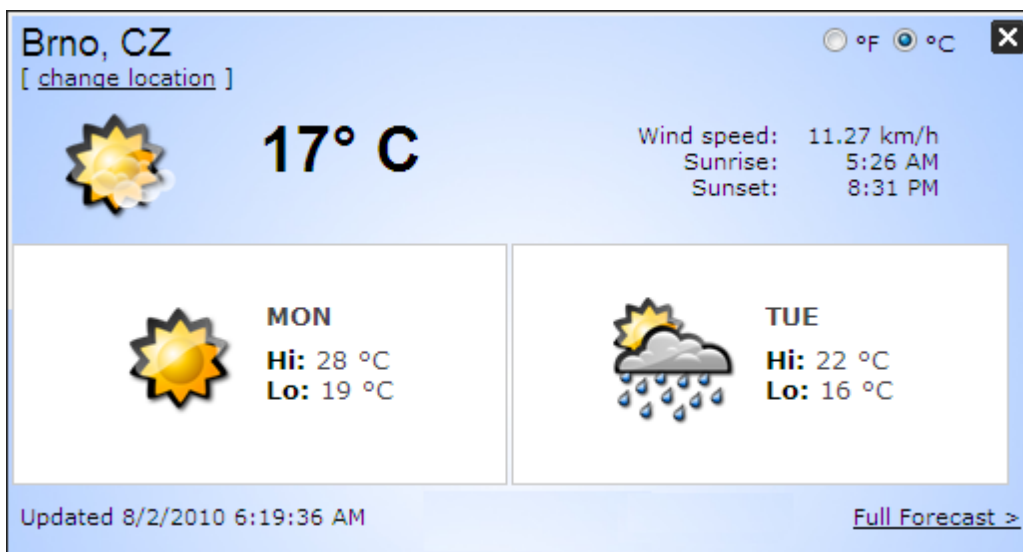 Brno, CZ
°F °C
[ change location ]
17° C
Wind speed: 11.27 km/h
Sunrise: 5:26 AM
Sunset: 8:31 PM
MON
Hi: 28 °C
Lo: 19 °C
TUE
Hi: 22 °C
Lo: 16 °C
Updated 8/2/2010 6:19:36 AM
Full Forecast >